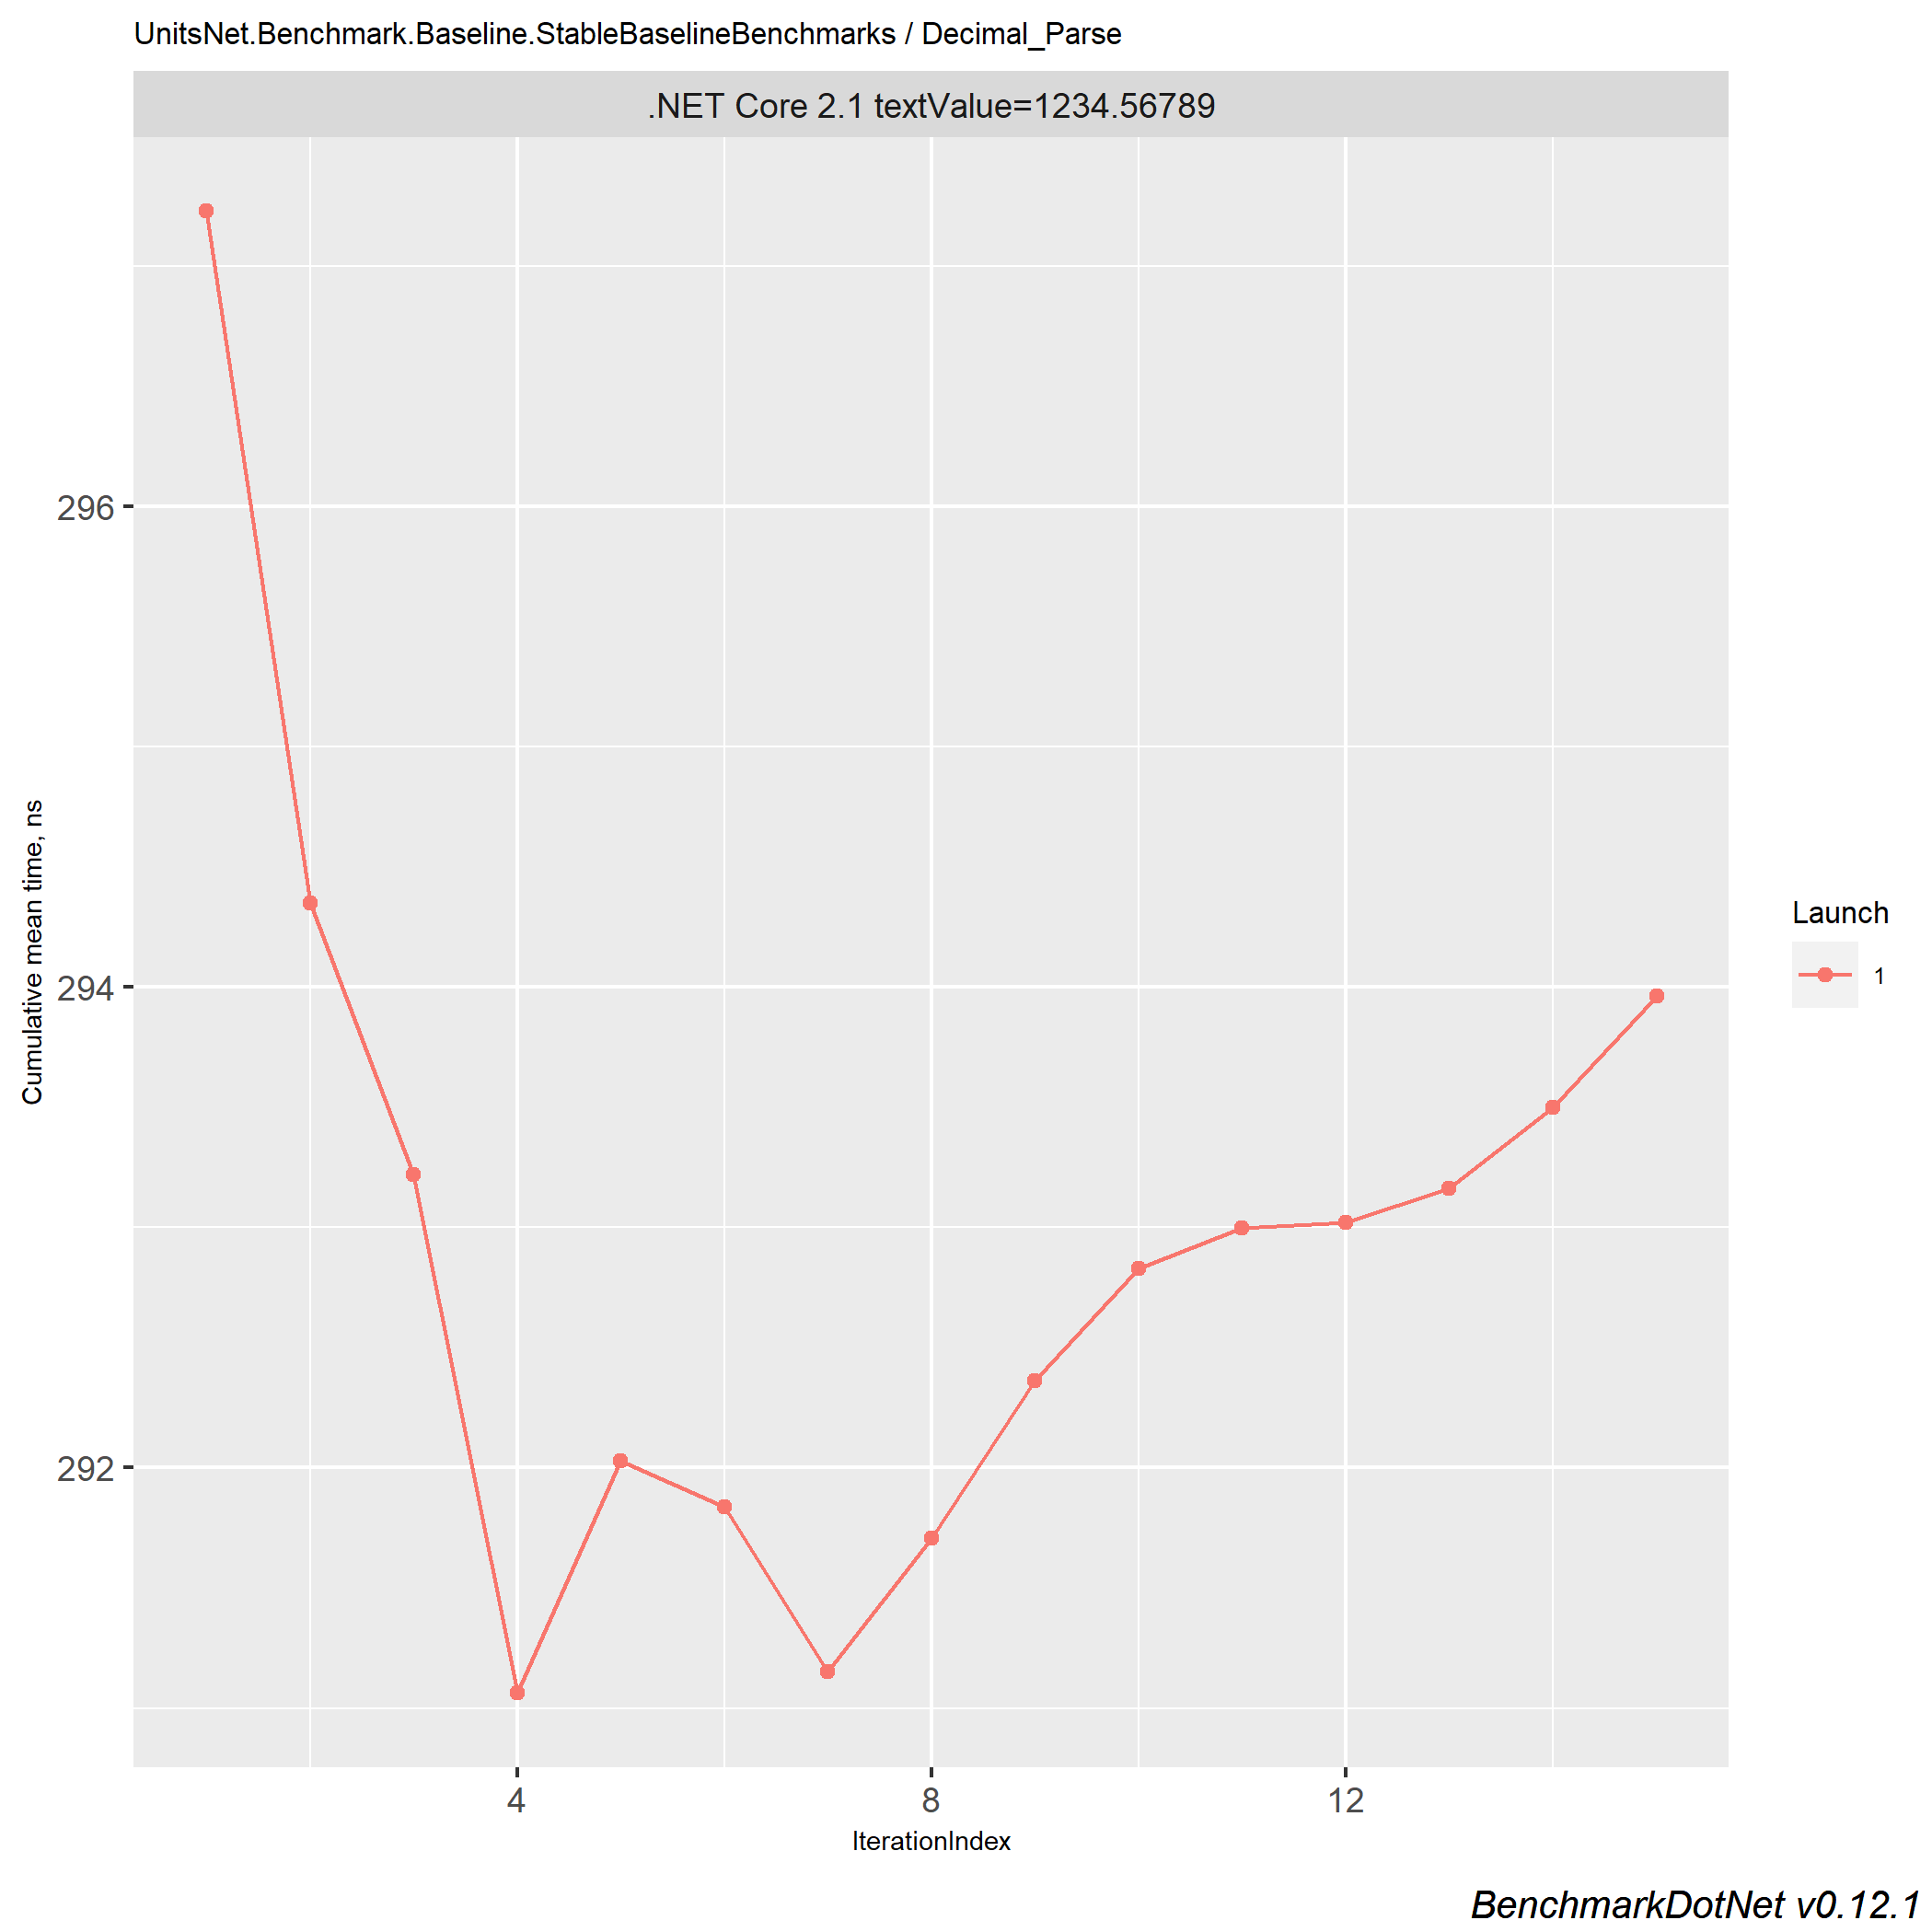 UnitsNet.Benchmark.Baseline.StableBaselineBenchmarks / Decimal_Parse
.NET Core 2.1 textValue=1234.56789
296
294
292
Cumulative mean time, ns
4
8
12
IterationIndex
Launch
1
BenchmarkDotNet v0.12.1